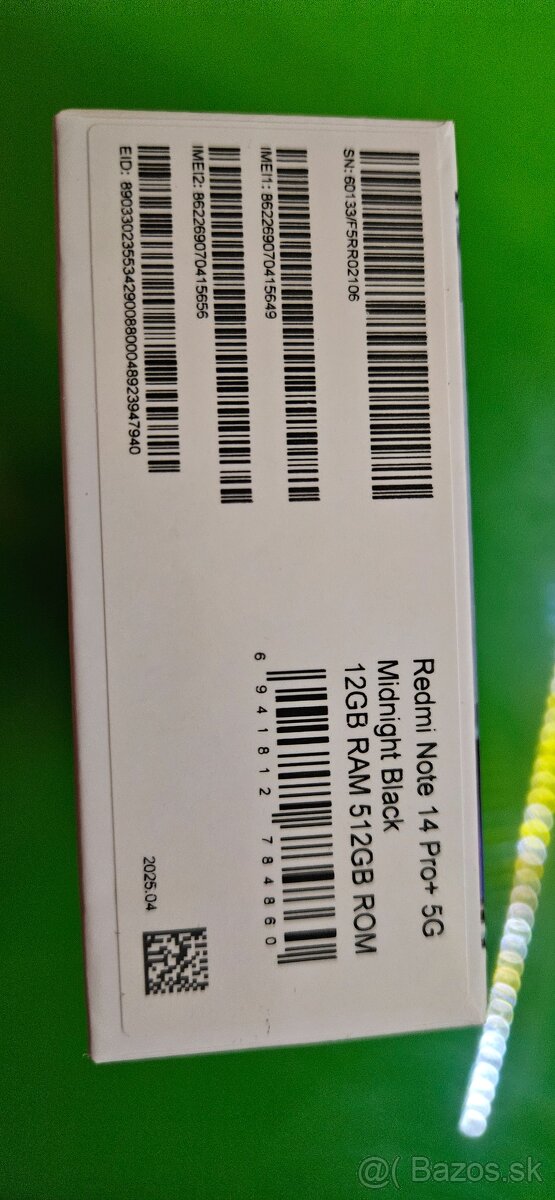 SN: 60133/F5RR02106
IMEI1: 862269070415649
IMEI2: 862269070415656
EID: 89033023553429008800048923947940
Redmi Note 14 Pro+ 5G
Midnight Black
12GB RAM 512GB ROM
6 941812 784860
2025.04
@( Bazos.sk